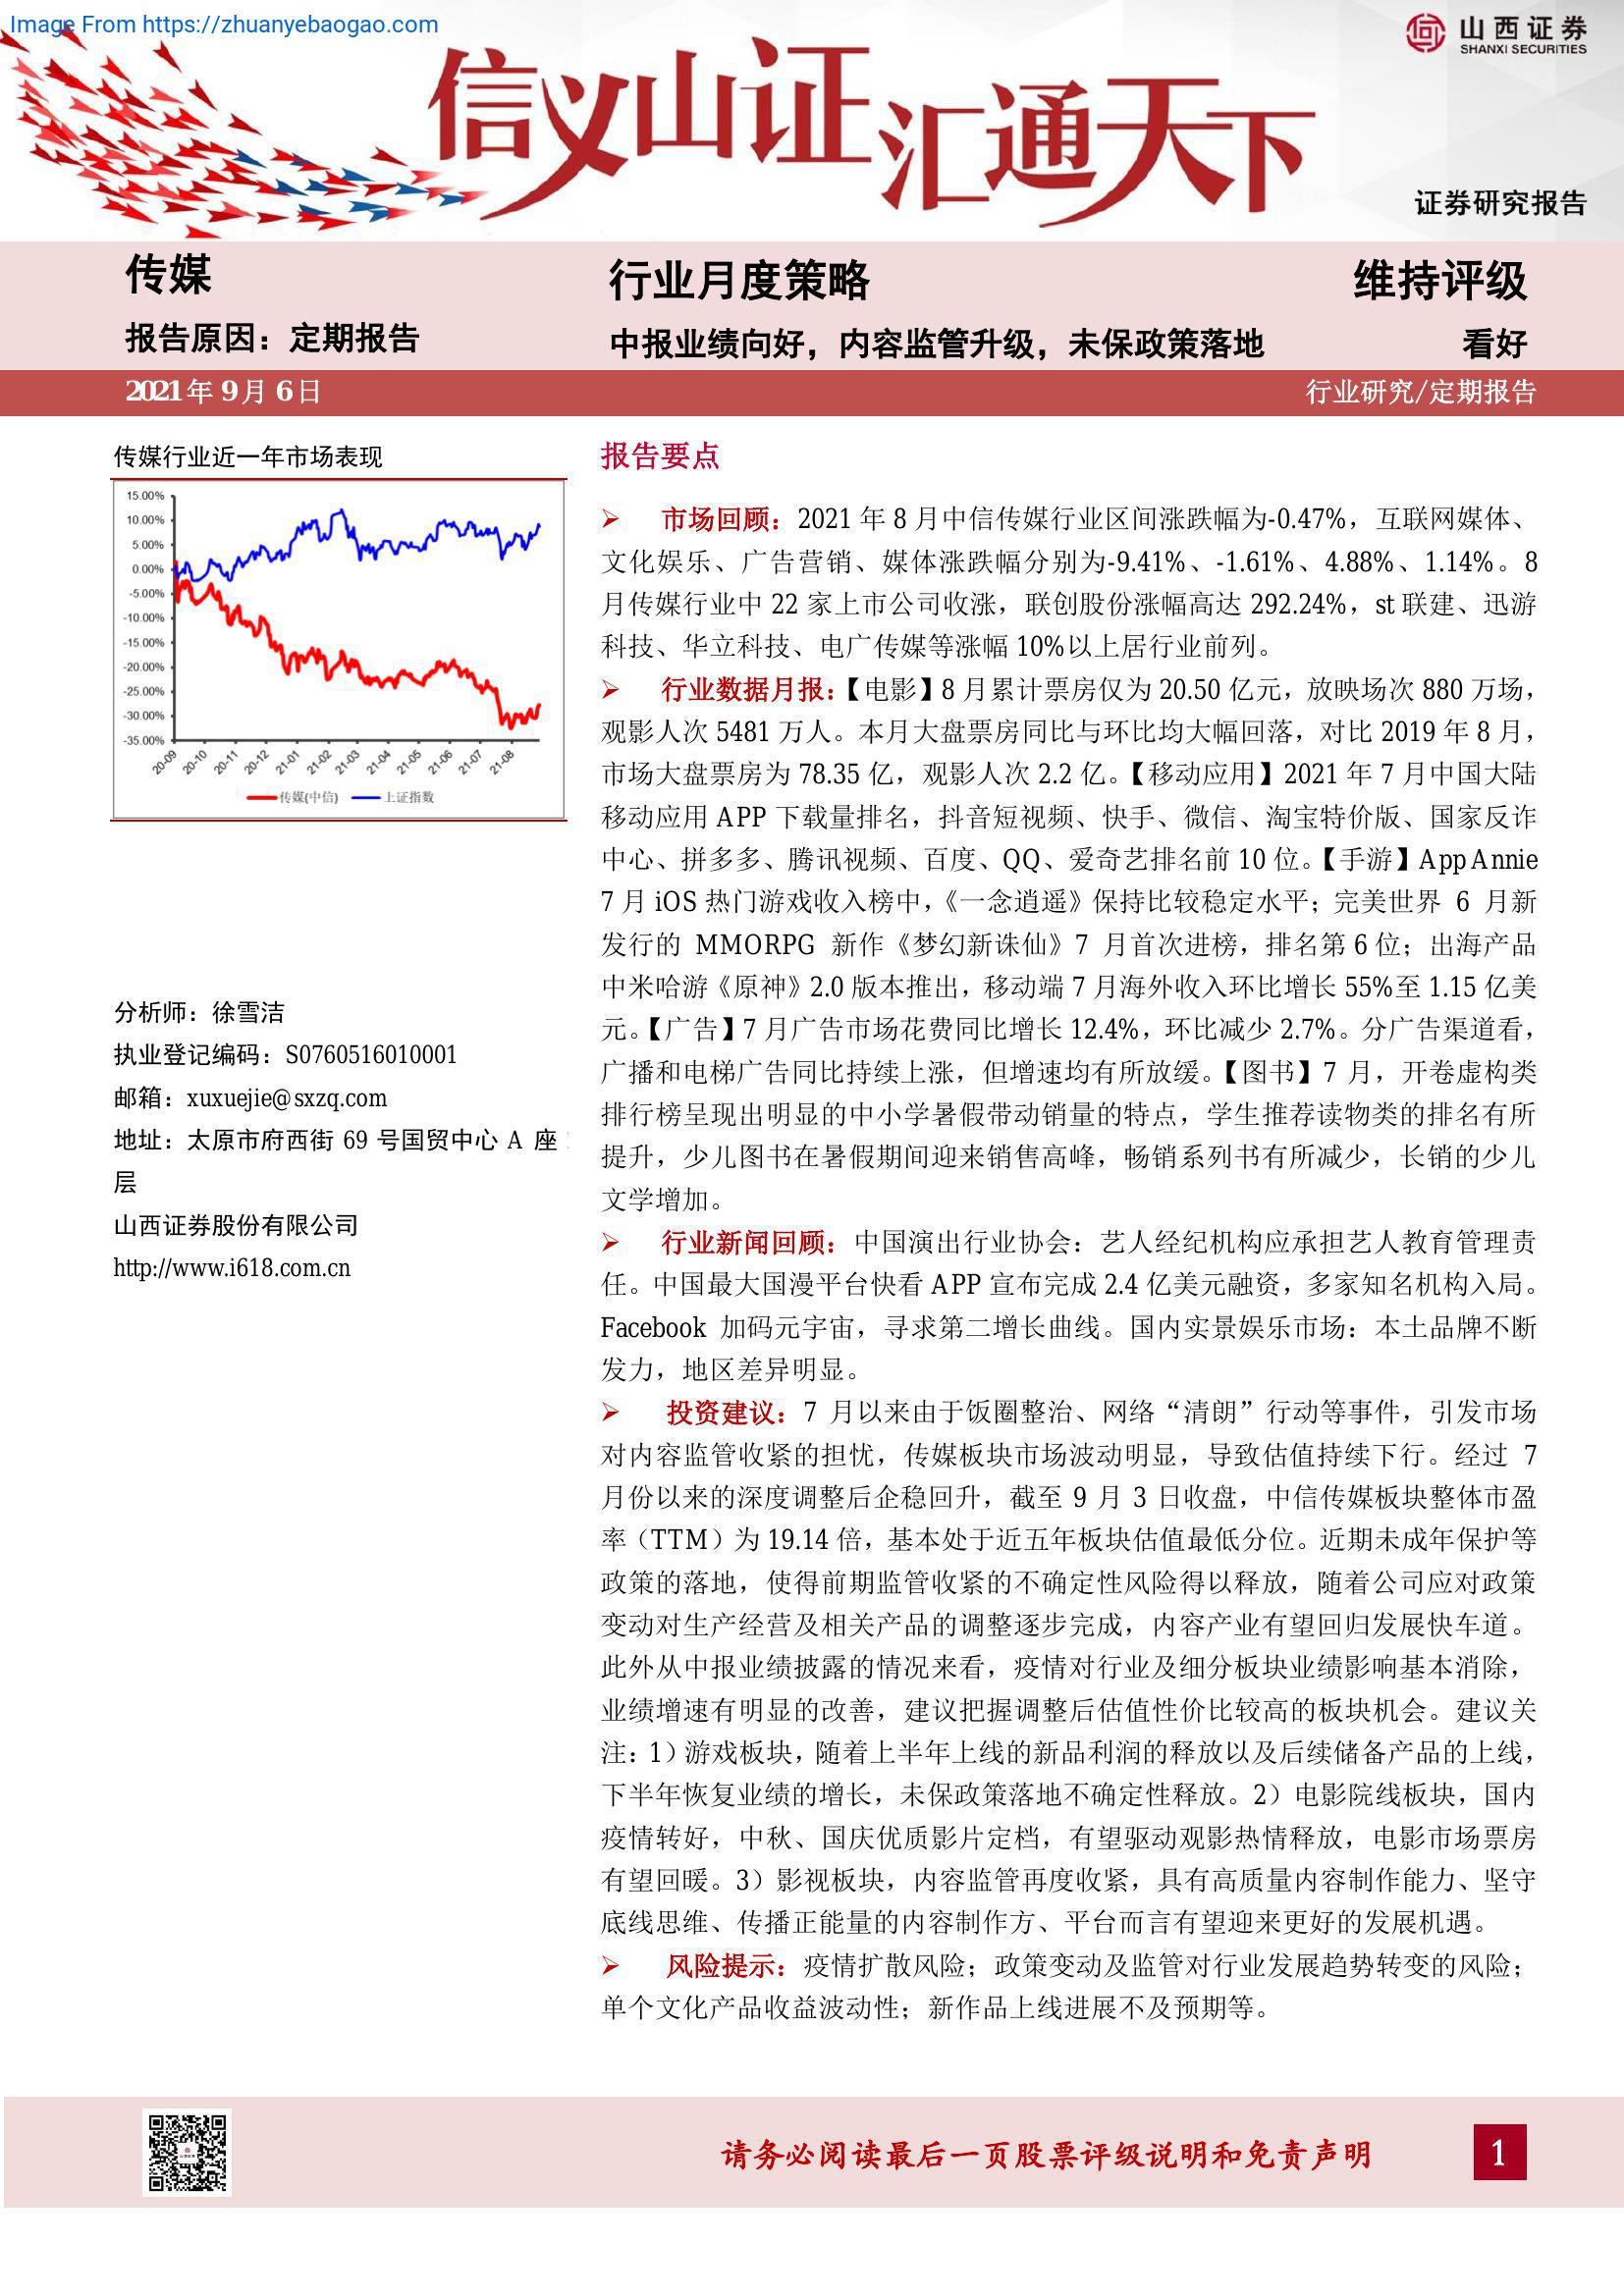 Image From https://zhuanyebaogao.com
山西证券
SHANXI SECURITIES
信义山证 汇通天下
证券研究报告
传媒
行业月度策略
维持评级
报告原因：定期报告
中报业绩向好，内容监管升级，未保政策落地
看好
2021 年 9 月 6 日
行业研究/定期报告
传媒行业近一年市场表现
15.00%
10.00%
5.00%
0.00%
-5.00%
-10.00%
-15.00%
-20.00%
-25.00%
-30.00%
-35.00%
20-09 20-10 20-11 20-12 21-01 21-02 21-03 21-04 21-05 21-06 21-07 21-08
传媒(中信) 上证指数
分析师：徐雪洁
执业登记编码：S0760516010001
邮箱：xuxuejie@sxzq.com
地址：太原市府西街 69 号国贸中心 A 座
层
山西证券股份有限公司
http://www.i618.com.cn
报告要点
➢ 市场回顾：2021 年 8 月中信传媒行业区间涨跌幅为-0.47%，互联网媒体、
文化娱乐、广告营销、媒体涨跌幅分别为-9.41%、-1.61%、4.88%、1.14%。8
月传媒行业中 22 家上市公司收涨，联创股份涨幅高达 292.24%，st 联建、迅游
科技、华立科技、电广传媒等涨幅 10%以上居行业前列。
➢ 行业数据月报：【电影】8 月累计票房仅为 20.50 亿元，放映场次 880 万场，
观影人次 5481 万人。本月大盘票房同比与环比均大幅回落，对比 2019 年 8 月，
市场大盘票房为 78.35 亿，观影人次 2.2 亿。【移动应用】2021 年 7 月中国大陆
移动应用 APP 下载量排名，抖音短视频、快手、微信、淘宝特价版、国家反诈
中心、拼多多、腾讯视频、百度、QQ、爱奇艺排名前 10 位。【手游】App Annie
7 月 iOS 热门游戏收入榜中，《一念逍遥》保持比较稳定水平；完美世界 6 月新
发行的 MMORPG 新作《梦幻新诛仙》7 月首次进榜，排名第 6 位；出海产品
中米哈游《原神》2.0 版本推出，移动端 7 月海外收入环比增长 55%至 1.15 亿美
元。【广告】7 月广告市场花费同比增长 12.4%，环比减少 2.7%。分广告渠道看，
广播和电梯广告同比持续上涨，但增速均有所放缓。【图书】7 月，开卷虚构类
排行榜呈现出明显的中小学暑假带动销量的特点，学生推荐读物类的排名有所
提升，少儿图书在暑假期间迎来销售高峰，畅销系列书有所减少，长销的少儿
文学增加。
➢ 行业新闻回顾：中国演出行业协会：艺人经纪机构应承担艺人教育管理责
任。中国最大国漫平台快看 APP 宣布完成 2.4 亿美元融资，多家知名机构入局。
Facebook 加码元宇宙，寻求第二增长曲线。国内实景娱乐市场：本土品牌不断
发力，地区差异明显。
➢ 投资建议：7 月以来由于饭圈整治、网络“清朗”行动等事件，引发市场
对内容监管收紧的担忧，传媒板块市场波动明显，导致估值持续下行。经过 7
月份以来的深度调整后企稳回升，截至 9 月 3 日收盘，中信传媒板块整体市盈
率（TTM）为 19.14 倍，基本处于近五年板块估值最低分位。近期未成年保护等
政策的落地，使得前期监管收紧的不确定性风险得以释放，随着公司应对政策
变动对生产经营及相关产品的调整逐步完成，内容产业有望回归发展快车道。
此外从中报业绩披露的情况来看，疫情对行业及细分板块业绩影响基本消除，
业绩增速有明显的改善，建议把握调整后估值性价比较高的板块机会。建议关
注：1）游戏板块，随着上半年上线的新品利润的释放以及后续储备产品的上线，
下半年恢复业绩的增长，未保政策落地不确定性释放。2）电影院线板块，国内
疫情转好，中秋、国庆优质影片定档，有望驱动观影热情释放，电影市场票房
有望回暖。3）影视板块，内容监管再度收紧，具有高质量内容制作能力、坚守
底线思维、传播正能量的内容制作方、平台而言有望迎来更好的发展机遇。
➢ 风险提示：疫情扩散风险；政策变动及监管对行业发展趋势转变的风险；
单个文化产品收益波动性；新作品上线进展不及预期等。
请务必阅读最后一页股票评级说明和免责声明
1